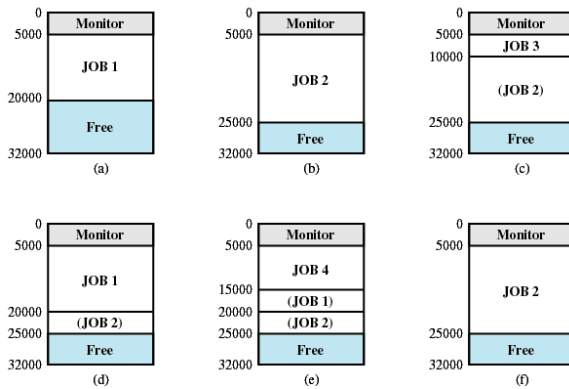 0
Monitor
5000
JOB 1
20000
Free
32000
(a)
0
Monitor
5000
JOB 2
25000
Free
32000
(b)
0
Monitor
5000
JOB 3
10000
(JOB 2)
25000
Free
32000
(c)
0
Monitor
5000
JOB 1
20000
(JOB 2)
25000
Free
32000
(d)
0
Monitor
5000
JOB 4
15000
(JOB 1)
20000
(JOB 2)
25000
Free
32000
(e)
0
Monitor
5000
JOB 2
25000
Free
32000
(f)